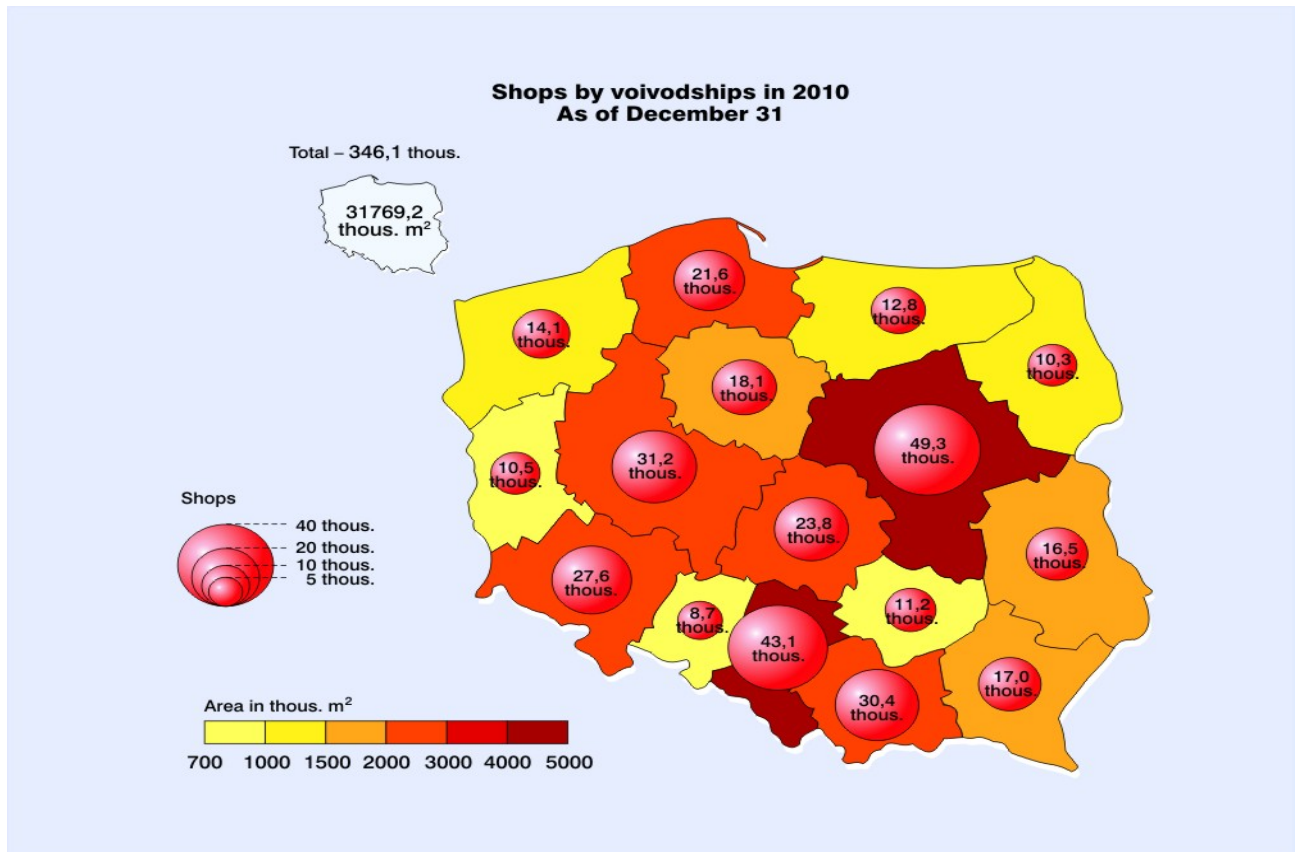 Shops by voivodships in 2010
As of December 31
Total – 346,1 thous.
31769,2
thous. m²
21,6
thous.
12,8
thous.
14,1
thous.
10,3
thous.
18,1
thous.
49,3
thous.
31,2
thous.
10,5
thous.
23,8
thous.
16,5
thous.
27,6
thous.
11,2
thous.
8,7
thous.
43,1
thous.
17,0
thous.
30,4
thous.
Shops
40 thous.
20 thous.
10 thous.
5 thous.
Area in thous. m²
700 1000 1500 2000 3000 4000 5000